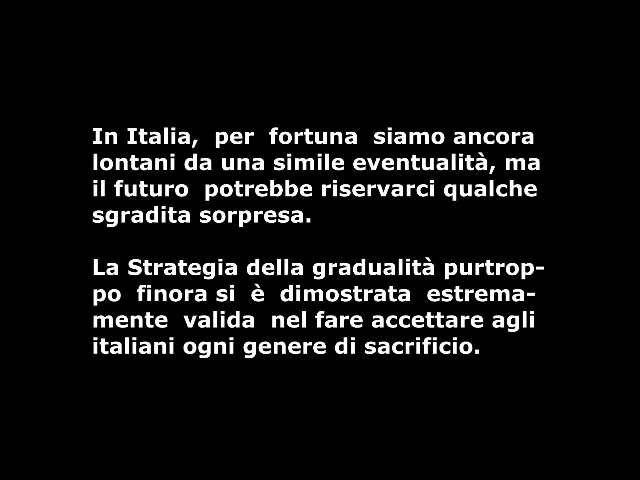 In Italia, per fortuna siamo ancora
lontani da una simile eventualità, ma
il futuro potrebbe riservarci qualche
sgradita sorpresa.
La Strategia della gradualità purtrop-
po finora si è dimostrata estrema-
mente valida nel fare accettare agli
italiani ogni genere di sacrificio.